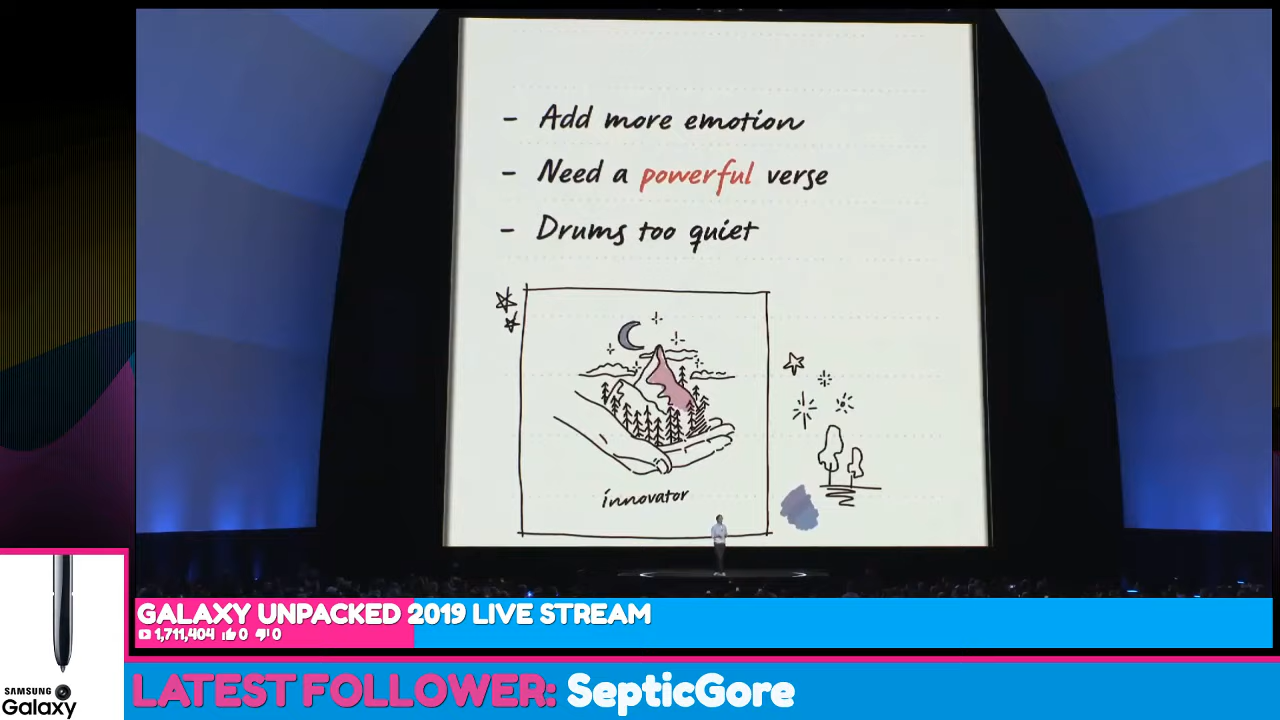 - Add more emotion
- Need a powerful verse
- Drums too quiet
innovator
GALAXY UNPACKED 2019 LIVE STREAM
1,711,404 0 0
SAMSUNG
Galaxy
LATEST FOLLOWER: SepticGore